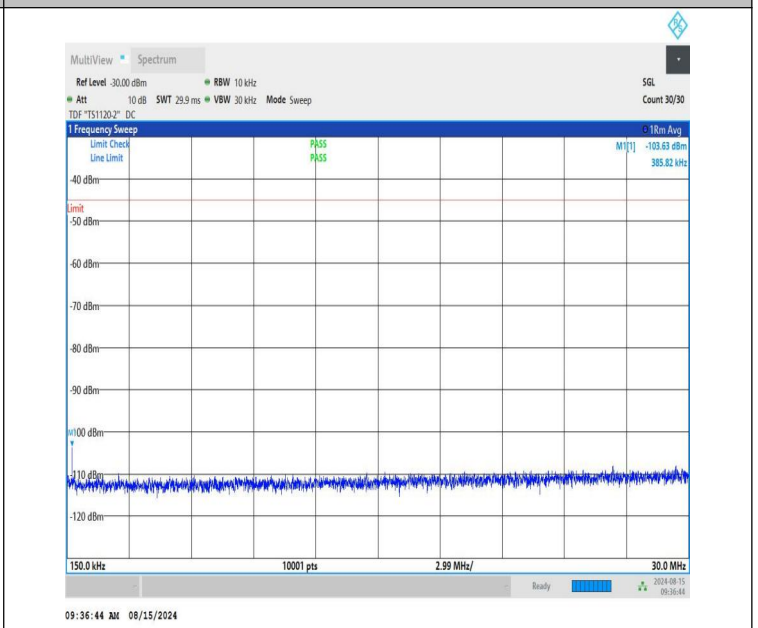 R S
MultiView Spectrum
Ref Level -30.00 dBm RBW 10 kHz SGL
Att 10 dB SWT 29.9 ms VBW 30 kHz Mode Sweep Count 30/30
TDF "TS1120-2" DC
1 Frequency Sweep 1Rm Avg
Limit Check PASS M1[1] -103.63 dBm
Line Limit PASS 385.82 kHz
-40 dBm
Limit
-50 dBm
-60 dBm
-70 dBm
-80 dBm
-90 dBm
M1
-100 dBm
-110 dBm
-120 dBm
150.0 kHz 10001 pts 2.99 MHz/ 30.0 MHz
Ready 2024-08-15
09:36:44
09:36:44 AM 08/15/2024